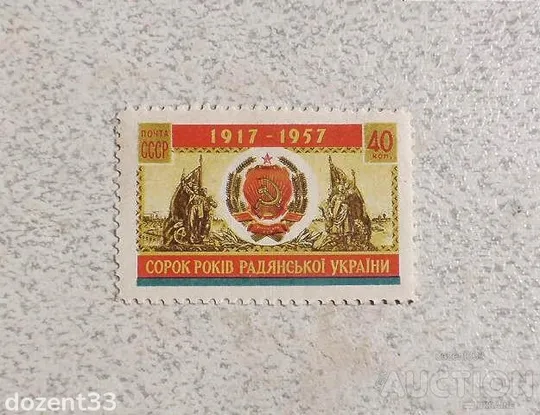 1917 - 1957
ПОЧТА
СССР
40
коп.
СОРОК РОКІВ РАДЯНСЬКОЇ УКРАЇНИ
dozent33
AUCTION